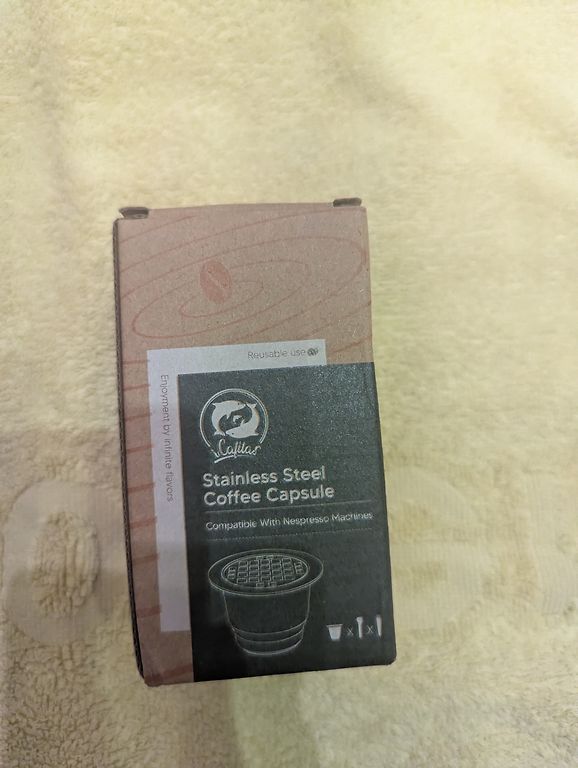 Reusable use
Enjoyment by infinite flavors
i.Cafilas
Stainless Steel
Coffee Capsule
Compatible With Nespresso Machines
x x